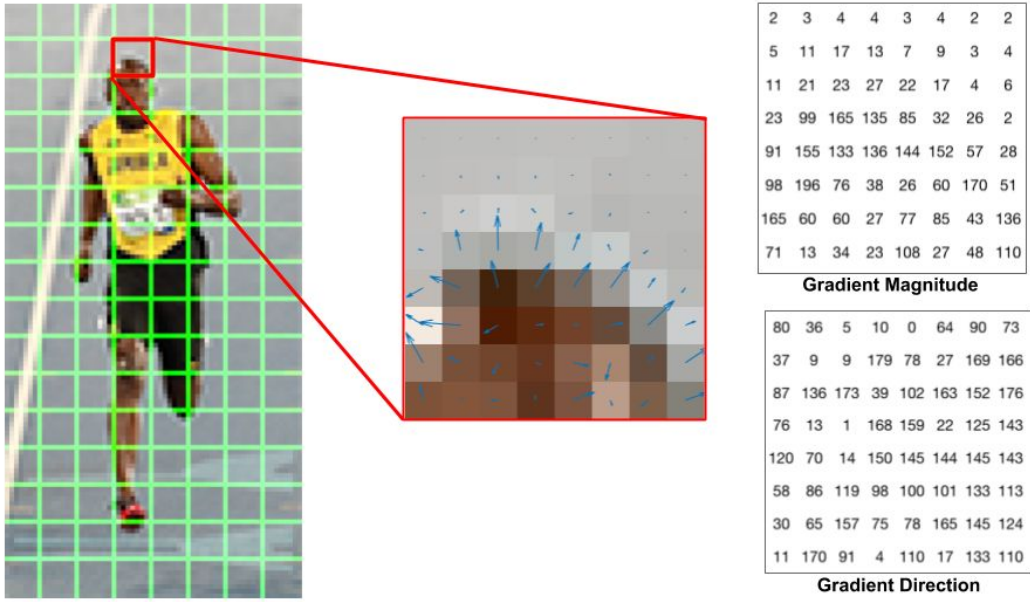 2 3 4 4 3 4 2 2
5 11 17 13 7 9 3 4
11 21 23 27 22 17 4 6
23 99 165 135 85 32 26 2
91 155 133 136 144 152 57 28
98 196 76 38 26 60 170 51
165 60 60 27 77 85 43 136
71 13 34 23 108 27 48 110
Gradient Magnitude
80 36 5 10 0 64 90 73
37 9 9 179 78 27 169 166
87 136 173 39 102 163 152 176
76 13 1 168 159 22 125 143
120 70 14 150 145 144 145 143
58 86 119 98 100 101 133 113
30 65 157 75 78 165 145 124
11 170 91 4 110 17 133 110
Gradient Direction